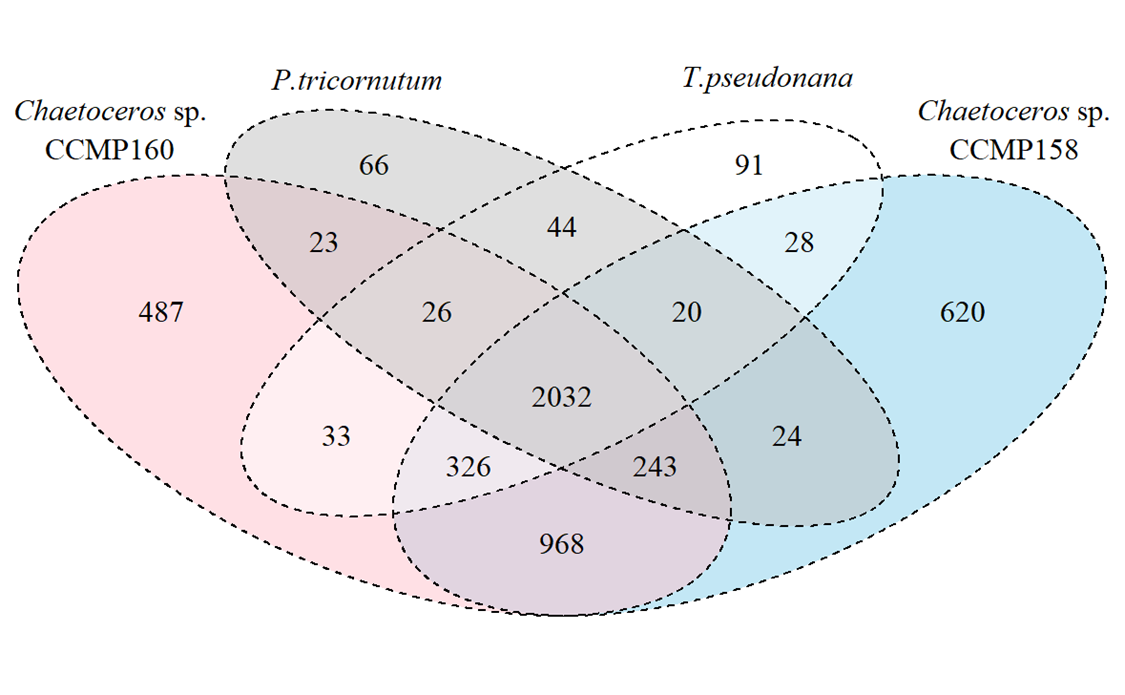 P.tricornutum
T.pseudonana
Chaetoceros sp.
CCMP160
Chaetoceros sp.
CCMP158
66
91
23
44
28
487
26
20
620
2032
33
24
326
243
968